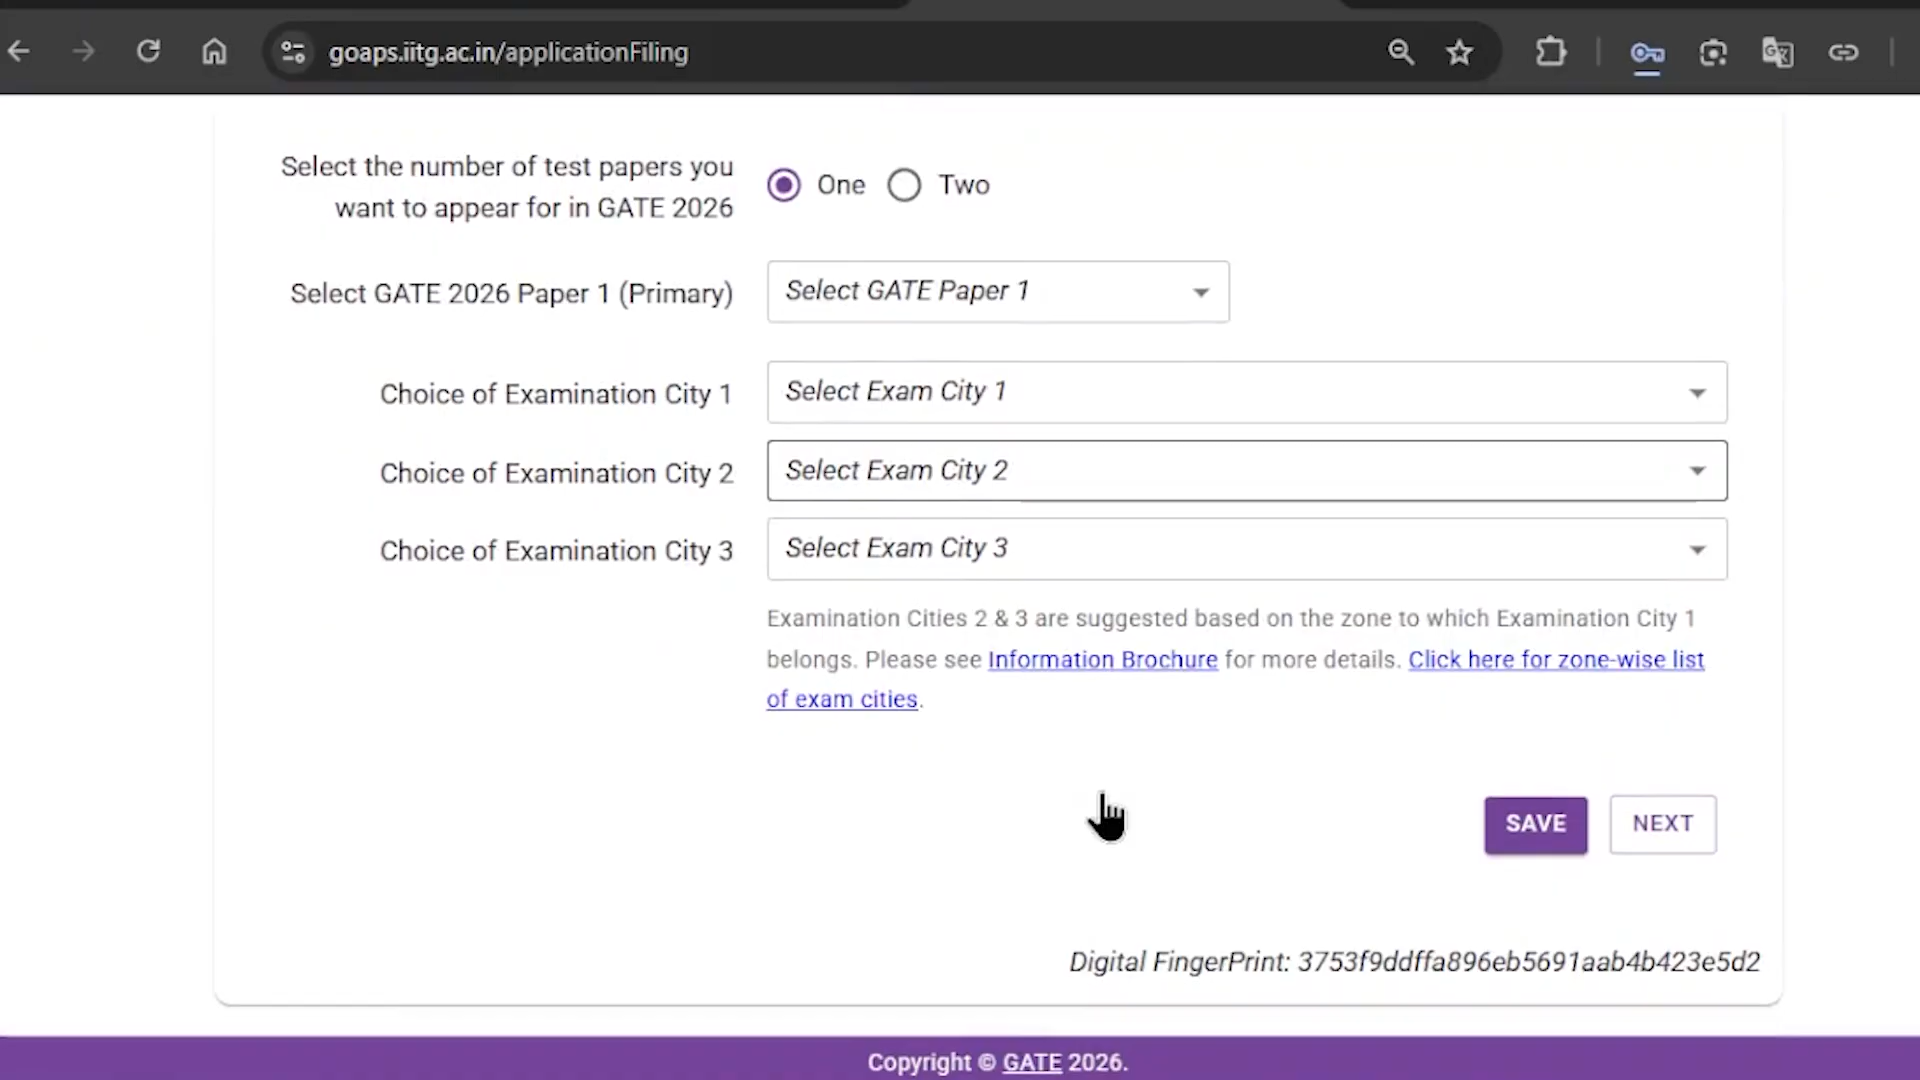 goaps.iitg.ac.in/applicationFiling
Select the number of test papers you
want to appear for in GATE 2026
One
Two
Select GATE 2026 Paper 1 (Primary)
Select GATE Paper 1
Choice of Examination City 1
Select Exam City 1
Choice of Examination City 2
Select Exam City 2
Choice of Examination City 3
Select Exam City 3
Examination Cities 2 & 3 are suggested based on the zone to which Examination City 1
belongs. Please see Information Brochure for more details. Click here for zone-wise list
of exam cities.
SAVE
NEXT
Digital FingerPrint: 3753f9ddffa896eb5691aab4b423e5d2
Copyright © GATE 2026.